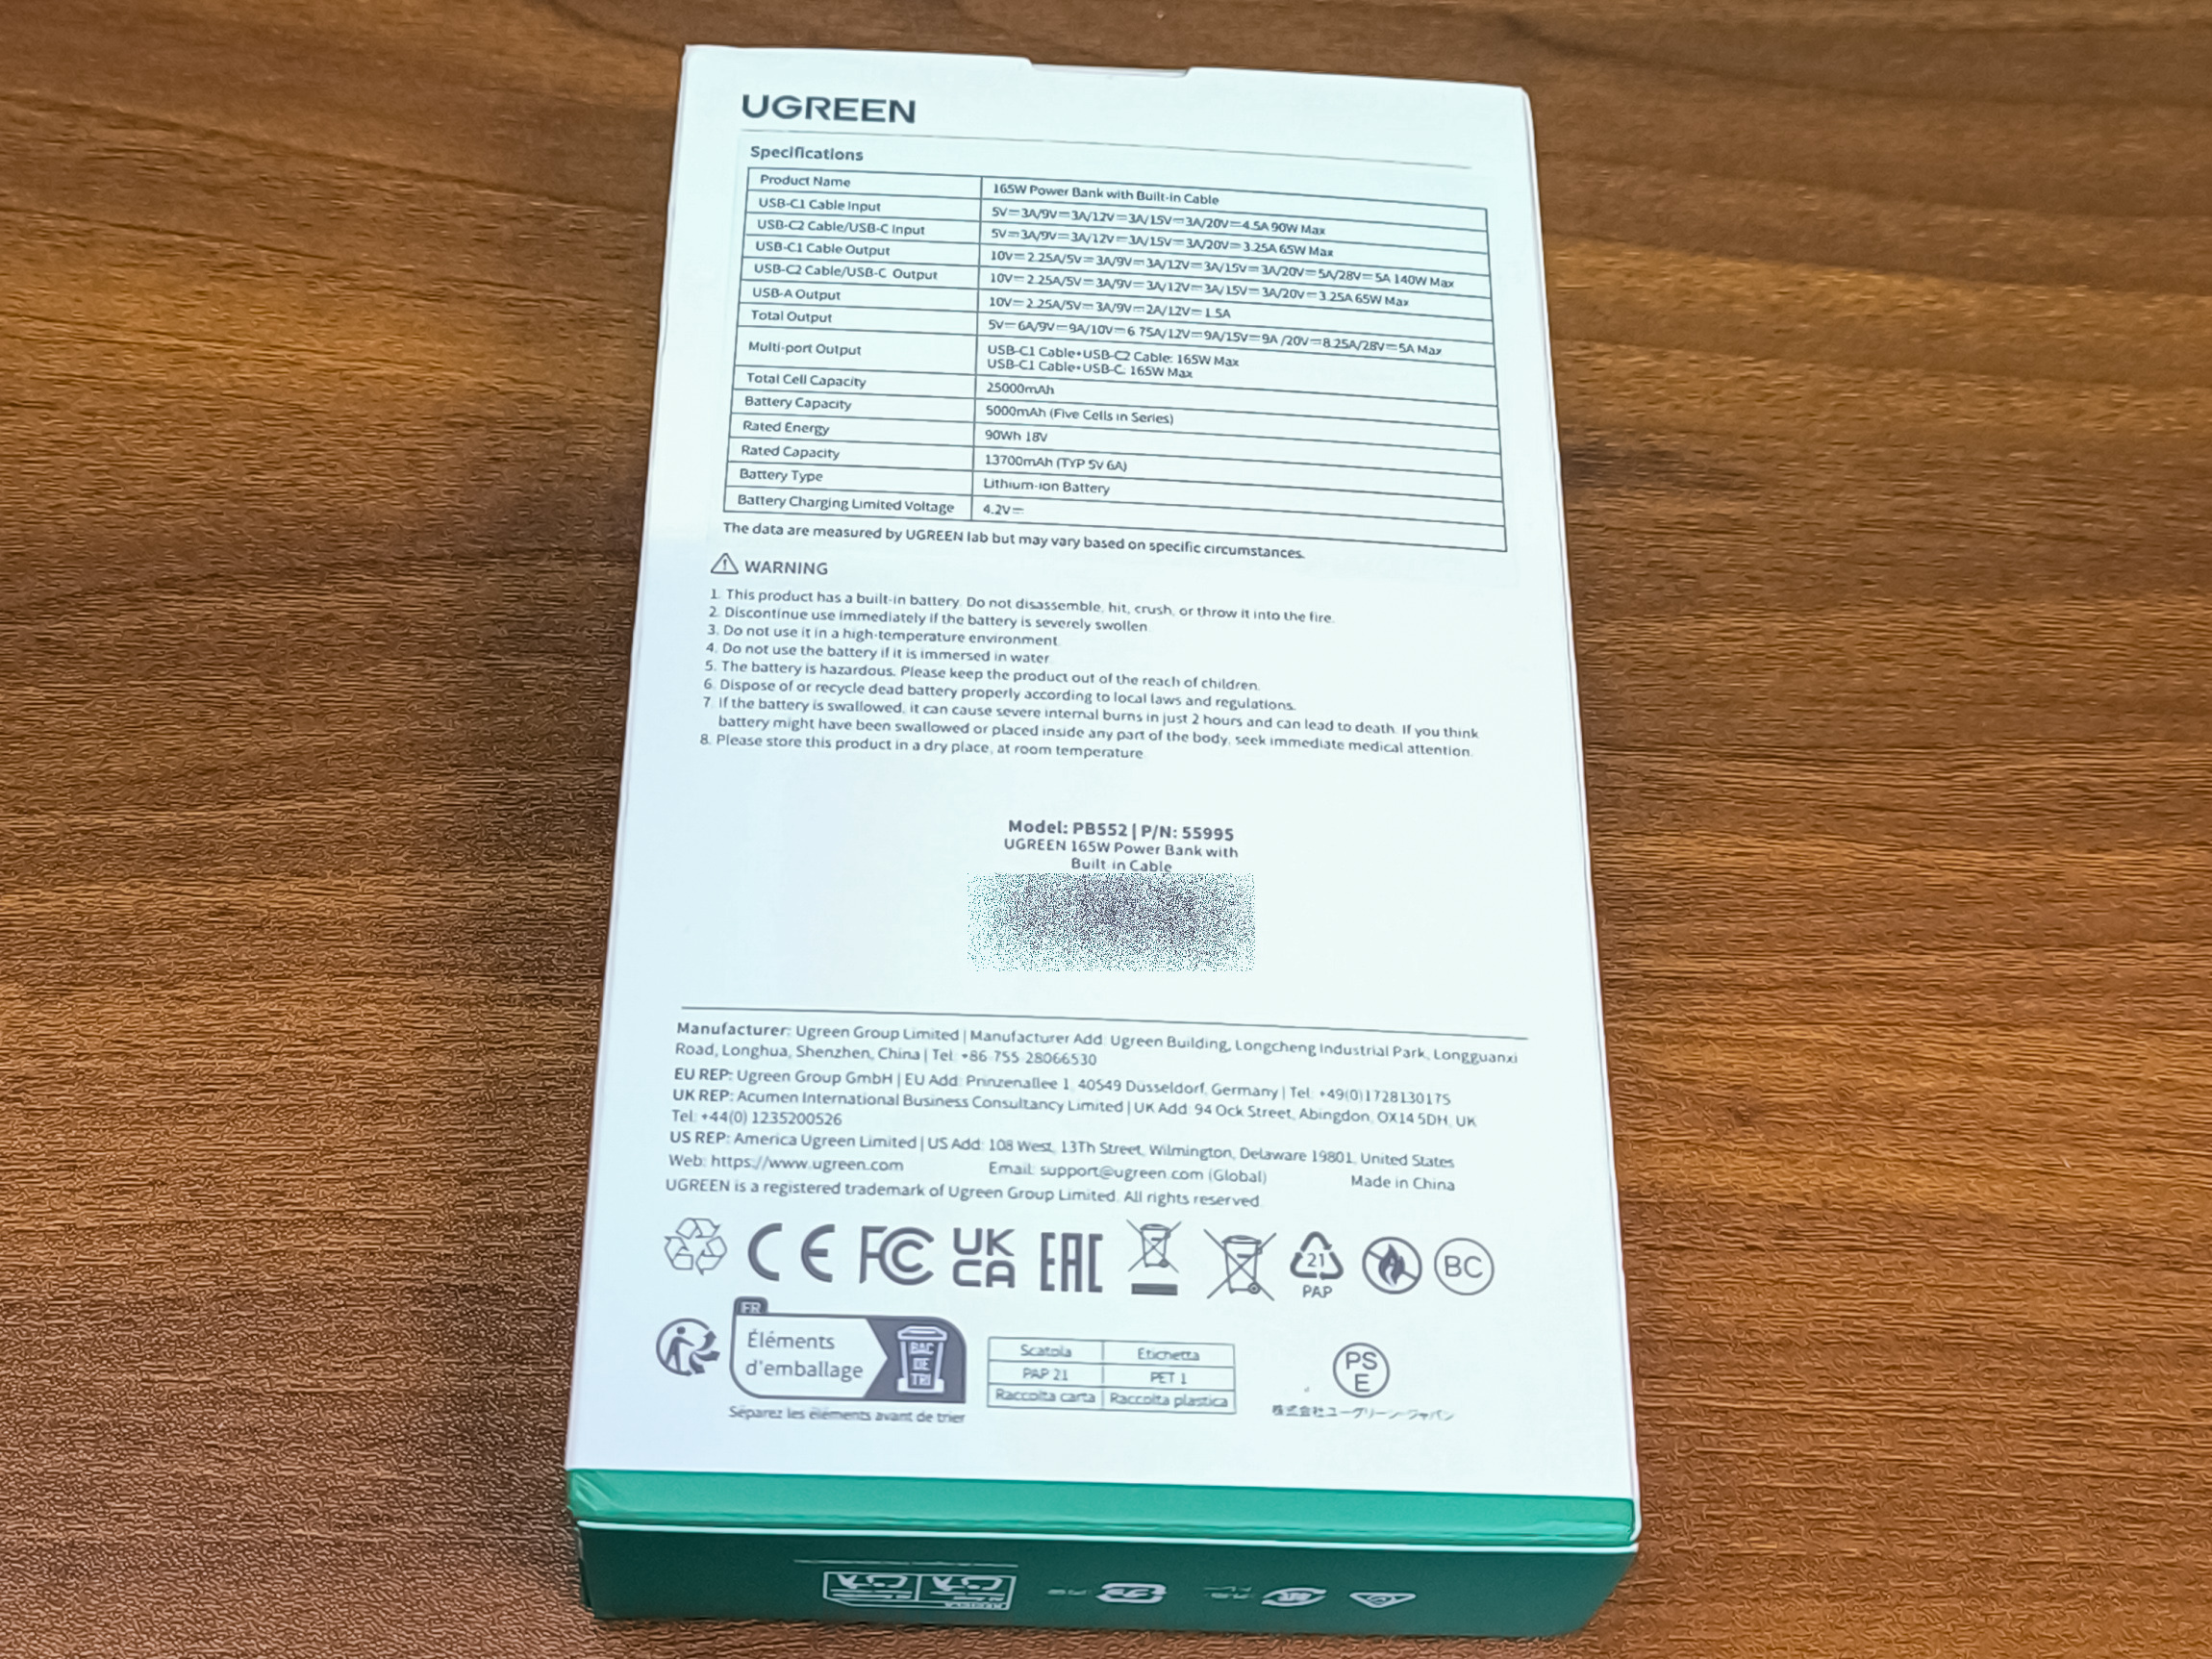 UGREEN
Specifications
Product Name 165W Power Bank with Built-in Cable
USB-C1 Cable Input 5V⎓3A/9V⎓3A/12V⎓3A/15V⎓3A/20V⎓4.5A 90W Max
USB-C2 Cable/USB-C Input 5V⎓3A/9V⎓3A/12V⎓3A/15V⎓3A/20V⎓3.25A 65W Max
USB-C1 Cable Output 10V⎓2.25A/5V⎓3A/9V⎓3A/12V⎓3A/15V⎓3A/20V⎓5A/28V⎓5A 140W Max
USB-C2 Cable/USB-C Output 10V⎓2.25A/5V⎓3A/9V⎓3A/12V⎓3A/15V⎓3A/20V⎓3.25A 65W Max
USB-A Output 10V⎓2.25A/5V⎓3A/9V⎓2A/12V⎓1.5A
Total Output 5V⎓6A/9V⎓9A/10V⎓6.75A/12V⎓9A/15V⎓9A /20V⎓8.25A/28V⎓5A Max
Multi-port Output USB-C1 Cable+USB-C2 Cable: 165W Max
USB-C1 Cable+USB-C: 165W Max
Total Cell Capacity 25000mAh
Battery Capacity 5000mAh (Five Cells in Series)
Rated Energy 90Wh 18V
Rated Capacity 13700mAh (TYP 5V 6A)
Battery Type Lithium-ion Battery
Battery Charging Limited Voltage 4.2V⎓
The data are measured by UGREEN lab but may vary based on specific circumstances.
WARNING
1. This product has a built-in battery. Do not disassemble, hit, crush, or throw it into the fire.
2. Discontinue use immediately if the battery is severely swollen.
3. Do not use it in a high-temperature environment.
4. Do not use the battery if it is immersed in water.
5. The battery is hazardous. Please keep the product out of the reach of children.
6. Dispose of or recycle dead battery properly according to local laws and regulations.
7. If the battery is swallowed, it can cause severe internal burns in just 2 hours and can lead to death. If you think
battery might have been swallowed or placed inside any part of the body, seek immediate medical attention.
8. Please store this product in a dry place, at room temperature.
Model: PB552 | P/N: 55995
UGREEN 165W Power Bank with
Built-in Cable
Manufacturer: Ugreen Group Limited | Manufacturer Add: Ugreen Building, Longcheng Industrial Park, Longguanxi
Road, Longhua, Shenzhen, China | Tel: +86-755-28066530
EU REP: Ugreen Group GmbH | EU Add: Prinzenallee 1, 40549 Düsseldorf, Germany | Tel: +49(0)1728130175
UK REP: Acumen International Business Consultancy Limited | UK Add: 94 Ock Street, Abingdon, OX14 5DH, UK
Tel: +44(0) 1235200526
US REP: America Ugreen Limited | US Add: 108 West, 13Th Street, Wilmington, Delaware 19801, United States
Web: https://www.ugreen.com Email: support@ugreen.com (Global) Made in China
UGREEN is a registered trademark of Ugreen Group Limited. All rights reserved.
CE FC UK CA EAC 21 PAP BC
FR
Éléments
d'emballage
BAC
DE
TRI
Séparez les éléments avant de trier
Scatola Etichetta
PAP 21 PET 1
Raccolta carta Raccolta plastica
PS
E
株式会社ユーグリーン・ジャパン